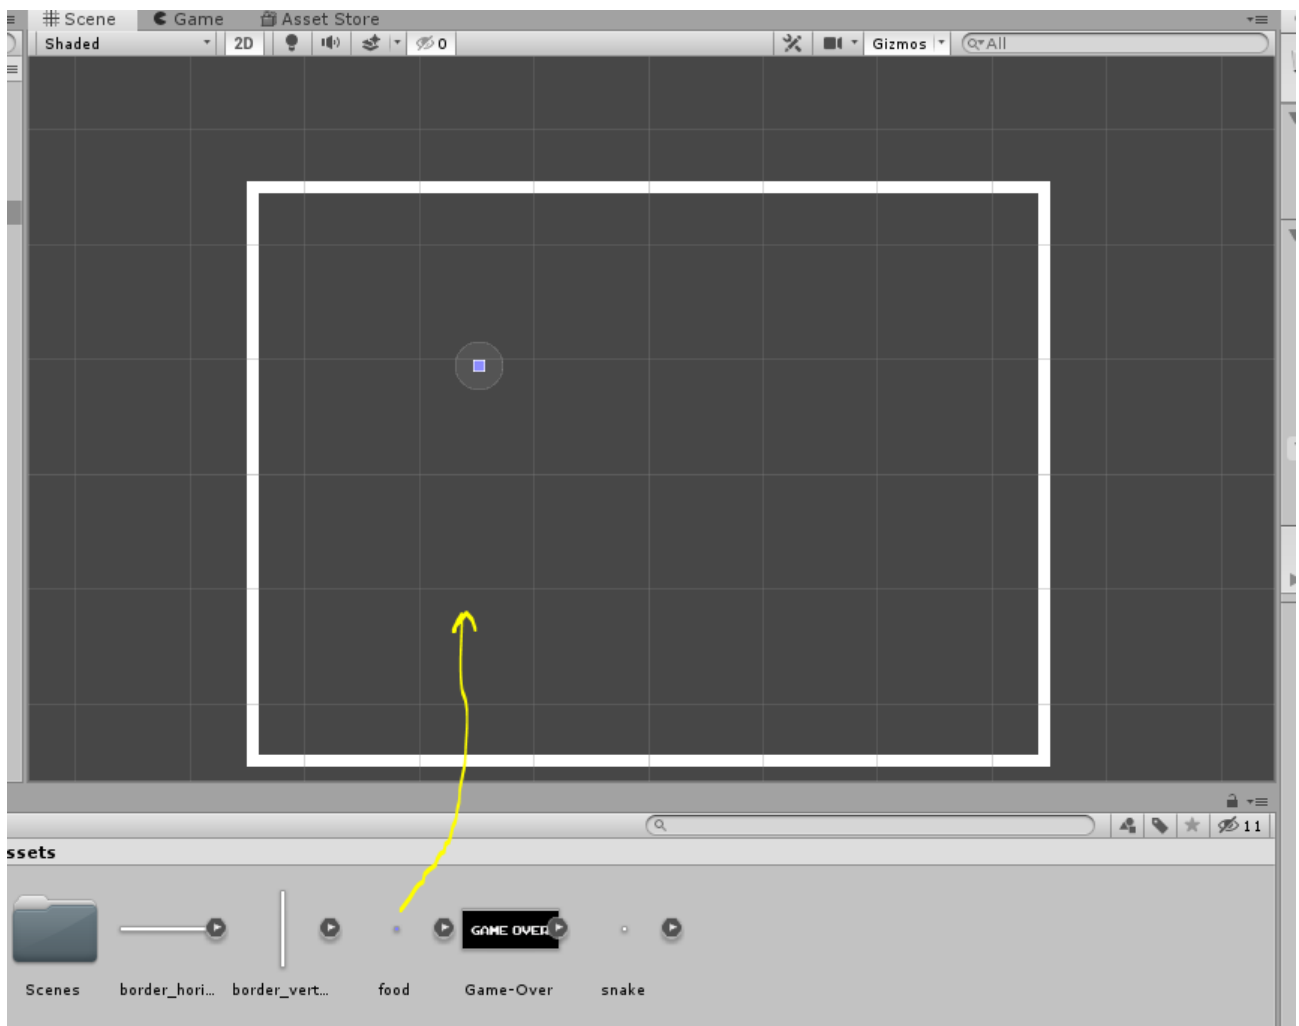 Scene Game Asset Store
Shaded 2D 0 Gizmos All
11
ssets
GAME OVER
Scenes border_hori... border_vert... food Game-Over snake